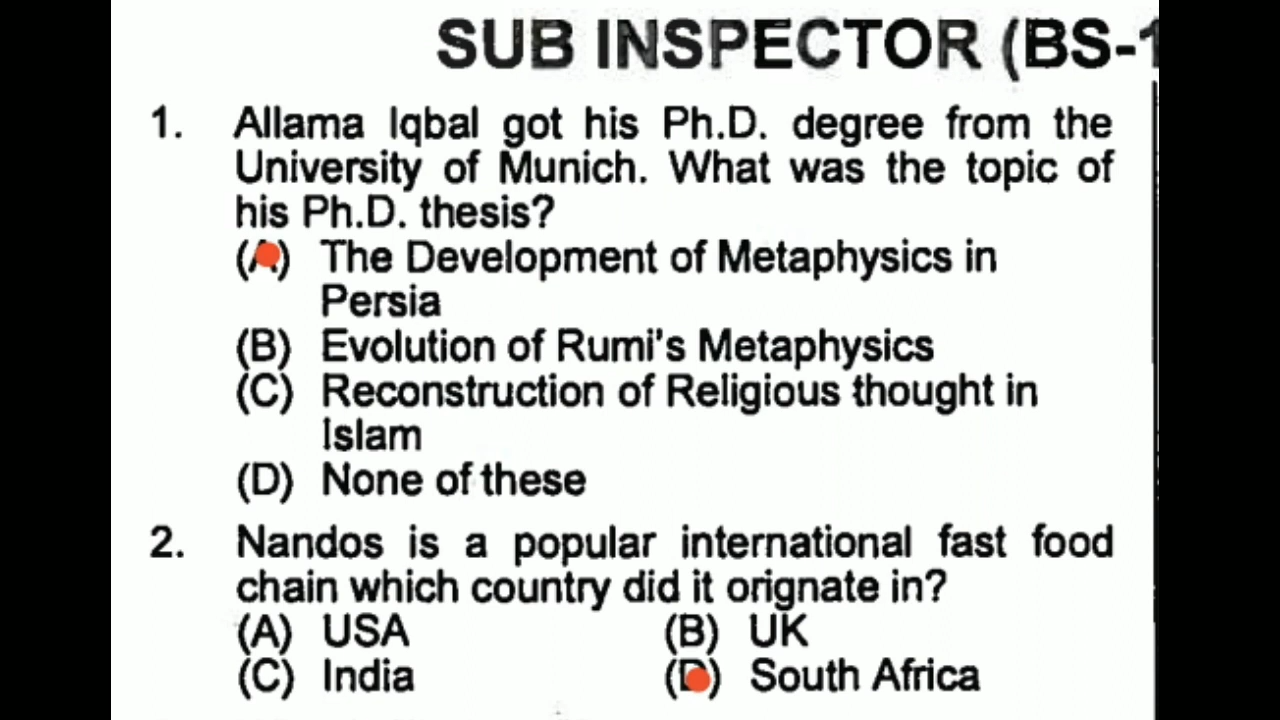 SUB INSPECTOR (BS-1
1. Allama Iqbal got his Ph.D. degree from the
University of Munich. What was the topic of
his Ph.D. thesis?
(A) The Development of Metaphysics in
Persia
(B) Evolution of Rumi's Metaphysics
(C) Reconstruction of Religious thought in
Islam
(D) None of these
2. Nandos is a popular international fast food
chain which country did it orignate in?
(A) USA (B) UK
(C) India (D) South Africa